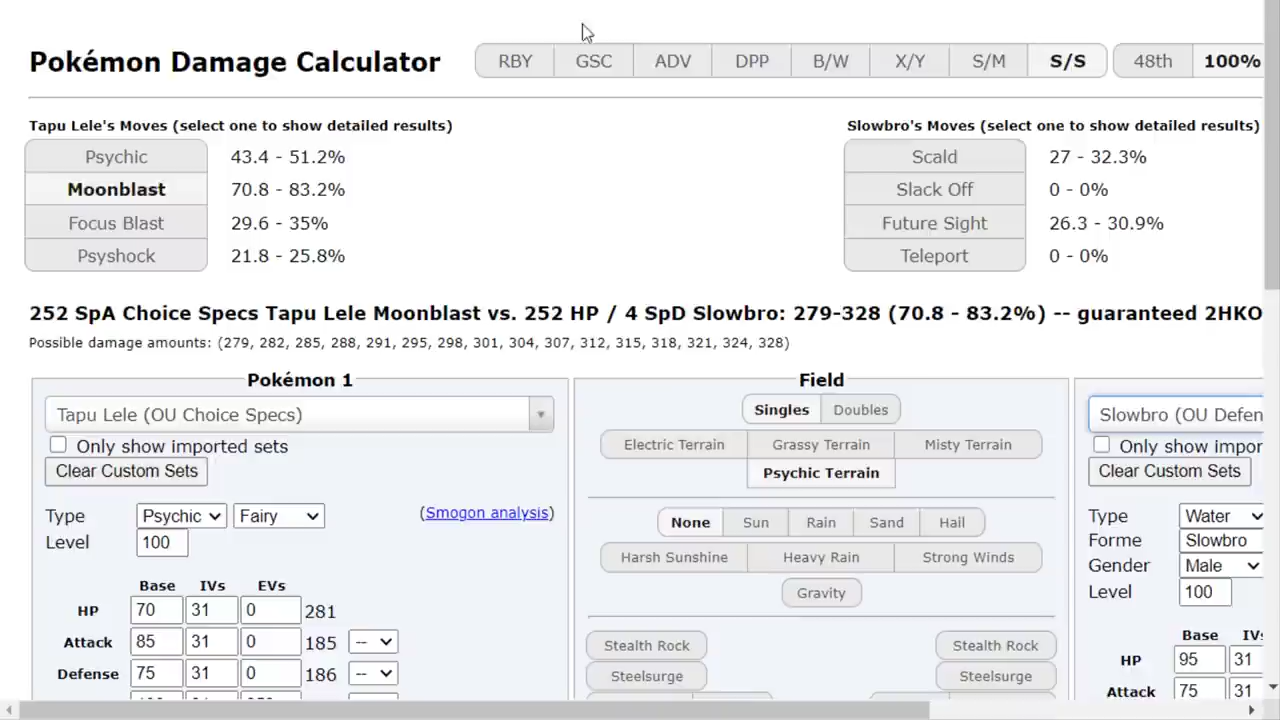 Pokémon Damage Calculator RBY GSC ADV DPP B/W X/Y S/M S/S 48th 100%
Tapu Lele's Moves (select one to show detailed results) Slowbro's Moves (select one to show detailed results)
Psychic 43.4 - 51.2% Scald 27 - 32.3%
Moonblast 70.8 - 83.2% Slack Off 0 - 0%
Focus Blast 29.6 - 35% Future Sight 26.3 - 30.9%
Psyshock 21.8 - 25.8% Teleport 0 - 0%
252 SpA Choice Specs Tapu Lele Moonblast vs. 252 HP / 4 SpD Slowbro: 279-328 (70.8 - 83.2%) -- guaranteed 2HKO
Possible damage amounts: (279, 282, 285, 288, 291, 295, 298, 301, 304, 307, 312, 315, 318, 321, 324, 328)
Pokémon 1
Tapu Lele (OU Choice Specs)
Only show imported sets
Clear Custom Sets
Type Psychic Fairy (Smogon analysis)
Level 100
Base IVs EVs
HP 70 31 0 281
Attack 85 31 0 185 --
Defense 75 31 0 186 --
Field
Singles Doubles
Electric Terrain Grassy Terrain Misty Terrain
Psychic Terrain
None Sun Rain Sand Hail
Harsh Sunshine Heavy Rain Strong Winds
Gravity
Stealth Rock Stealth Rock
Steelsurge Steelsurge
Slowbro (OU Defen
Only show impor
Clear Custom Sets
Type Water
Forme Slowbro
Gender Male
Level 100
Base IV
HP 95 31
Attack 75 31